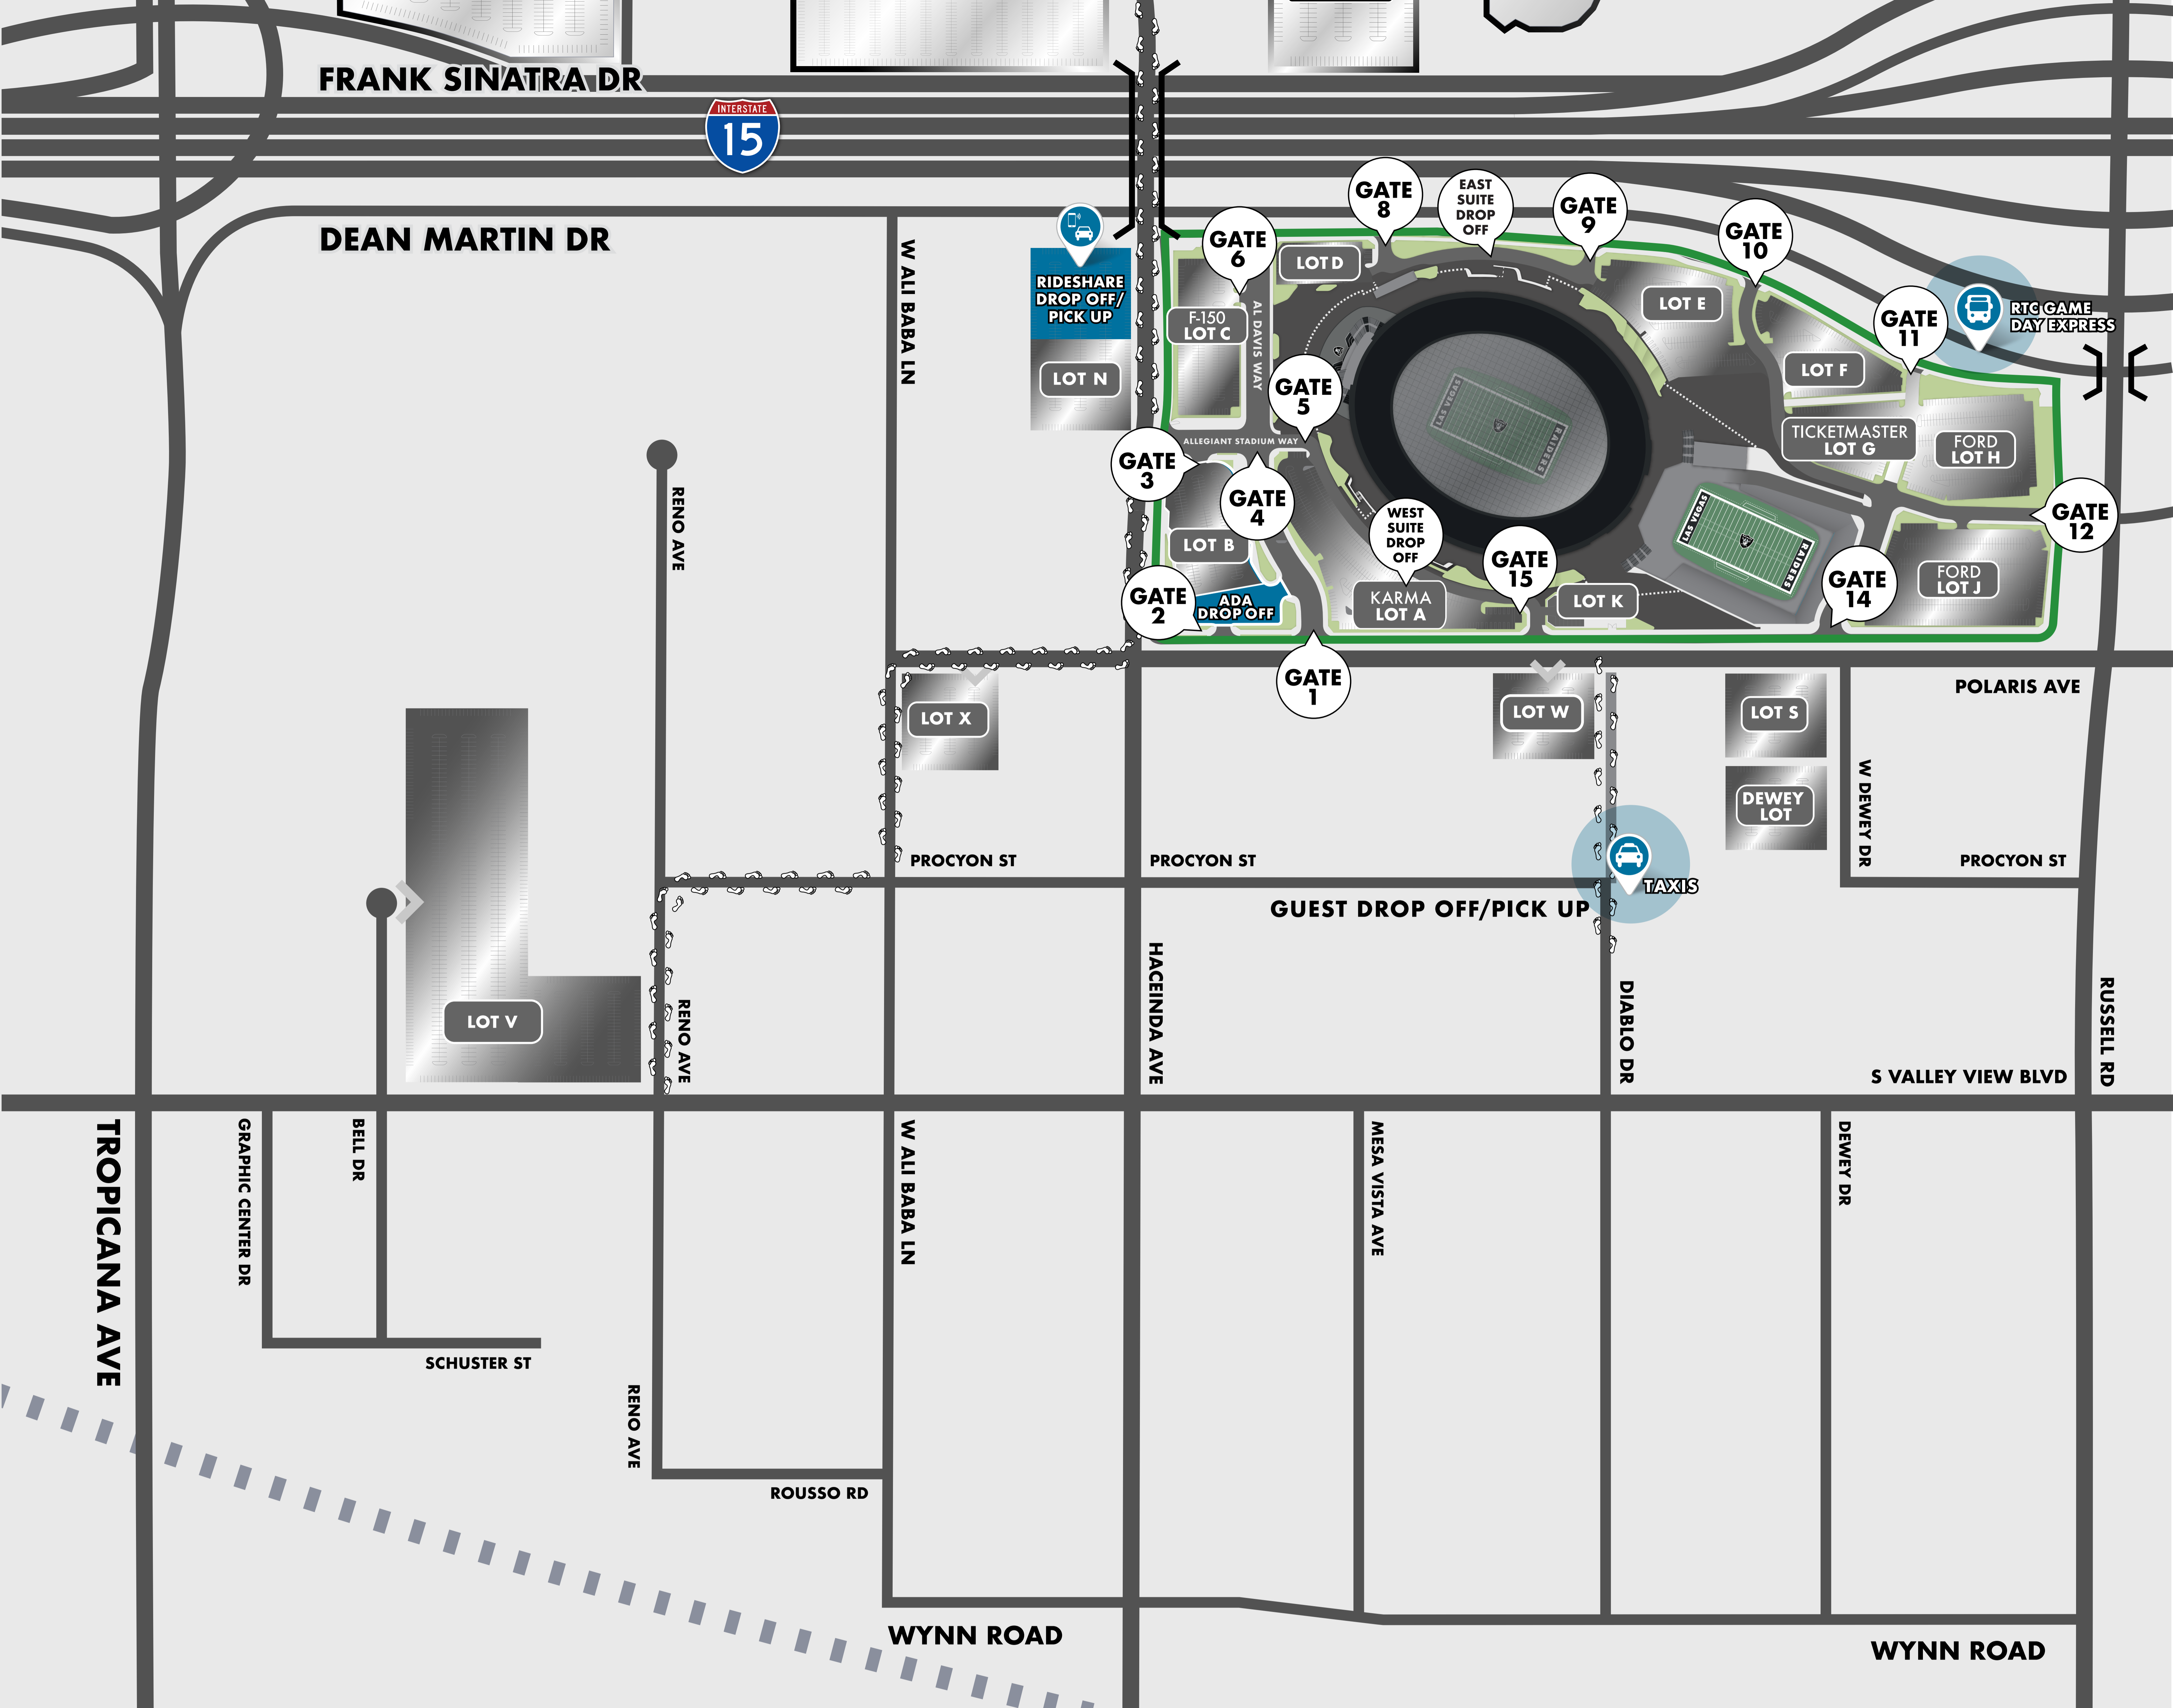 FRANK SINATRA DR
INTERSTATE
15
DEAN MARTIN DR
W ALI BABA LN
RIDESHARE
DROP OFF/
PICK UP
LOT N
GATE
6
LOT D
GATE
8
EAST
SUITE
DROP
OFF
GATE
9
GATE
10
LOT E
F-150
LOT C
AL DAVIS WAY
GATE
11
RTC GAME
DAY EXPRESS
LOT F
GATE
5
ALLEGIANT STADIUM WAY
LAS VEGAS
RAIDERS
TICKETMASTER
LOT G
FORD
LOT H
GATE
3
GATE
4
WEST
SUITE
DROP
OFF
LAS VEGAS
RAIDERS
GATE
12
LOT B
GATE
15
GATE
2
ADA
DROP OFF
KARMA
LOT A
LOT K
GATE
14
FORD
LOT J
RENO AVE
GATE
1
POLARIS AVE
LOT X
LOT W
LOT S
DEWEY
LOT
W DEWEY DR
PROCYON ST
PROCYON ST
PROCYON ST
TAXIS
GUEST DROP OFF/PICK UP
LOT V
RENO AVE
HACEINDA AVE
DIABLO DR
RUSSELL RD
S VALLEY VIEW BLVD
TROPICANA AVE
GRAPHIC CENTER DR
BELL DR
W ALI BABA LN
MESA VISTA AVE
DEWEY DR
SCHUSTER ST
RENO AVE
ROUSSO RD
WYNN ROAD
WYNN ROAD